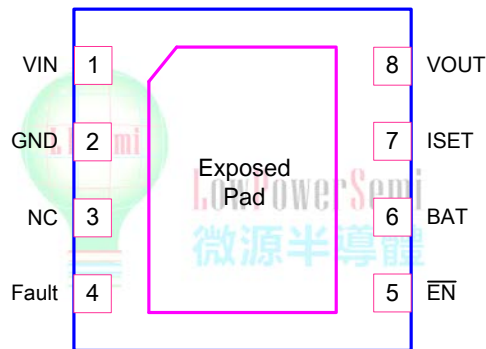 VIN 1 8 VOUT
GND 2 7 ISET
Exposed
Pad
LowPowerSemi
NC 3 6 BAT
微源半導體
Fault 4 5 EN